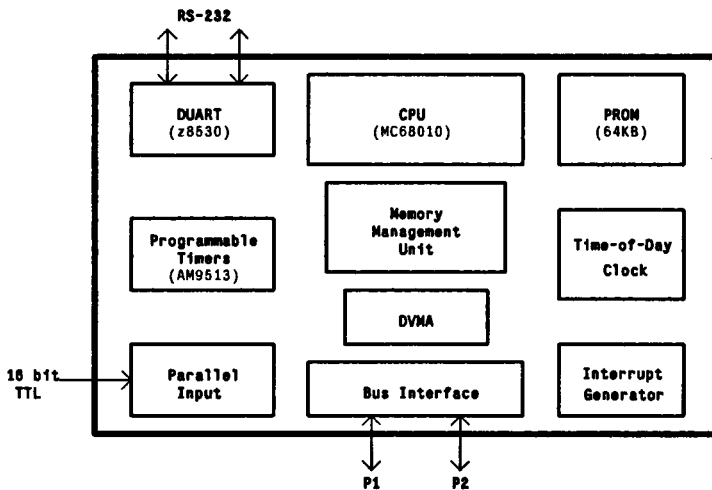 RS-232
DUART
(z8530)
CPU
(MC68010)
PROM
(64KB)
Memory
Management
Unit
Programmable
Timers
(AM9513)
Time-of-Day
Clock
DVMA
16 bit
TTL
Parallel
Input
Bus Interface
Interrupt
Generator
P1
P2